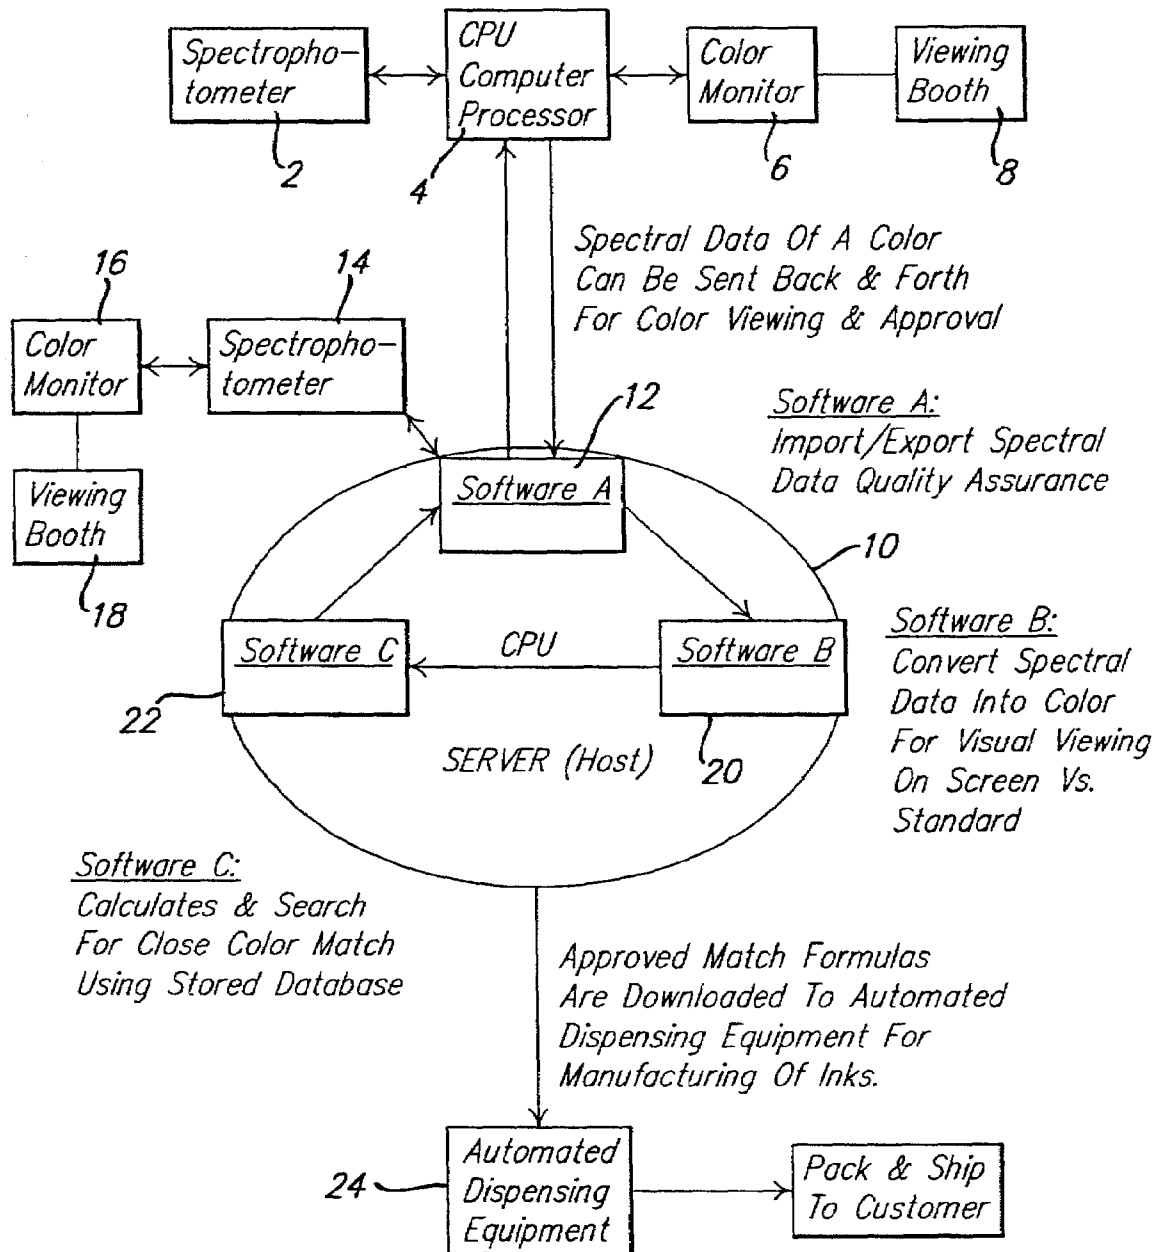 Spectropho-
tometer
2
CPU
Computer
Processor
4
Color
Monitor
6
Viewing
Booth
8
Spectral Data Of A Color
Can Be Sent Back & Forth
For Color Viewing & Approval
16
Color
Monitor
14
Spectropho-
tometer
Viewing
Booth
18
12
Software A
Software A:
Import/Export Spectral
Data Quality Assurance
10
Software C
22
CPU
Software B
20
SERVER (Host)
Software B:
Convert Spectral
Data Into Color
For Visual Viewing
On Screen Vs.
Standard
Software C:
Calculates & Search
For Close Color Match
Using Stored Database
Approved Match Formulas
Are Downloaded To Automated
Dispensing Equipment For
Manufacturing Of Inks.
24
Automated
Dispensing
Equipment
Pack & Ship
To Customer